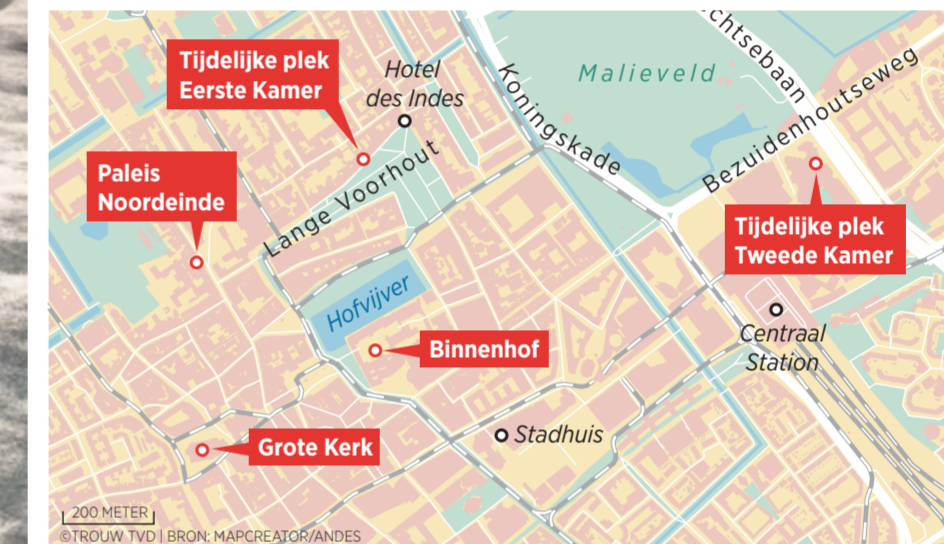 Tijdelijke plek
Eerste Kamer
Hotel
des Indes
Koningskade
Malieveld
chtsebaan
Bezuidenhoutseweg
Paleis
Noordeinde
Lange Voorhout
Tijdelijke plek
Tweede Kamer
Hofvijver
Binnenhof
Centraal
Station
Stadhuis
Grote Kerk
200 METER
©TROUW TVD | BRON: MAPCREATOR/ANDES